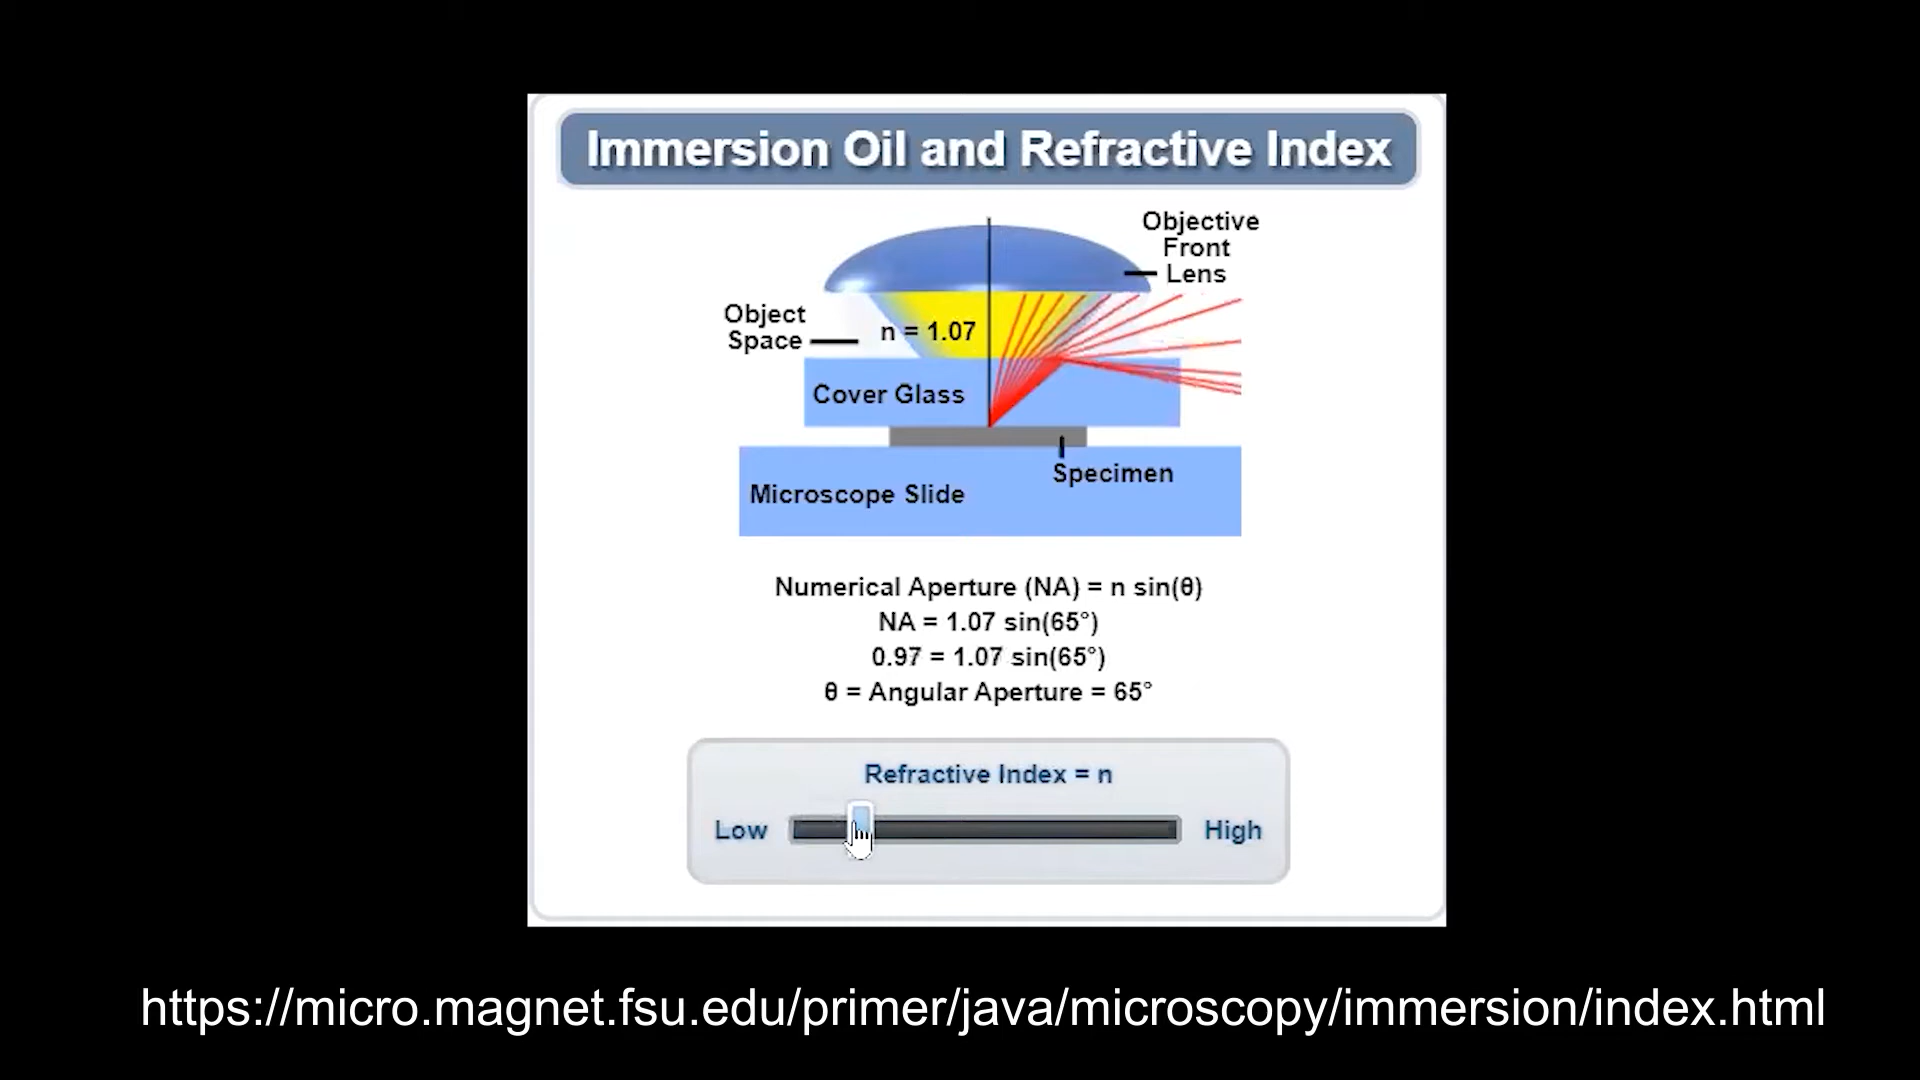 Immersion Oil and Refractive Index
Objective
Front
Lens
Object
Space
n = 1.07
Cover Glass
Specimen
Microscope Slide
Numerical Aperture (NA) = n sin(θ)
NA = 1.07 sin(65°)
0.97 = 1.07 sin(65°)
θ = Angular Aperture = 65°
Refractive Index = n
Low
High
https://micro.magnet.fsu.edu/primer/java/microscopy/immersion/index.html